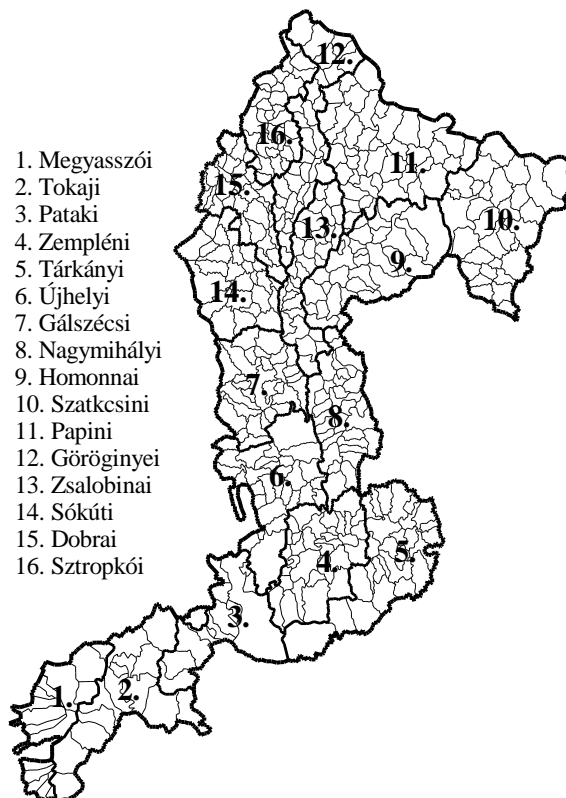 1. Megyasszói
2. Tokaji
3. Pataki
4. Zempléni
5. Tárkányi
6. Újhelyi
7. Gálszécsi
8. Nagymihályi
9. Homonnai
10. Szatkcsini
11. Papini
12. Göröginyei
13. Zsalobinai
14. Sókúti
15. Dobrai
16. Sztropkói
12.
16.
11.
15.
2
13.
10.
9.
14.
7.
8.
6.
5.
4.
3.
1.
2.